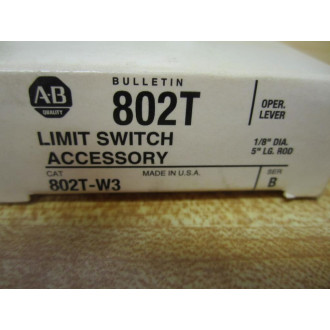 BULLETIN
A-B
QUALITY
802T
OPER.
LEVER
LIMIT SWITCH
ACCESSORY
1/8" DIA.
5" LG. ROD
CAT
MADE IN U.S.A.
SER
802T-W3
B